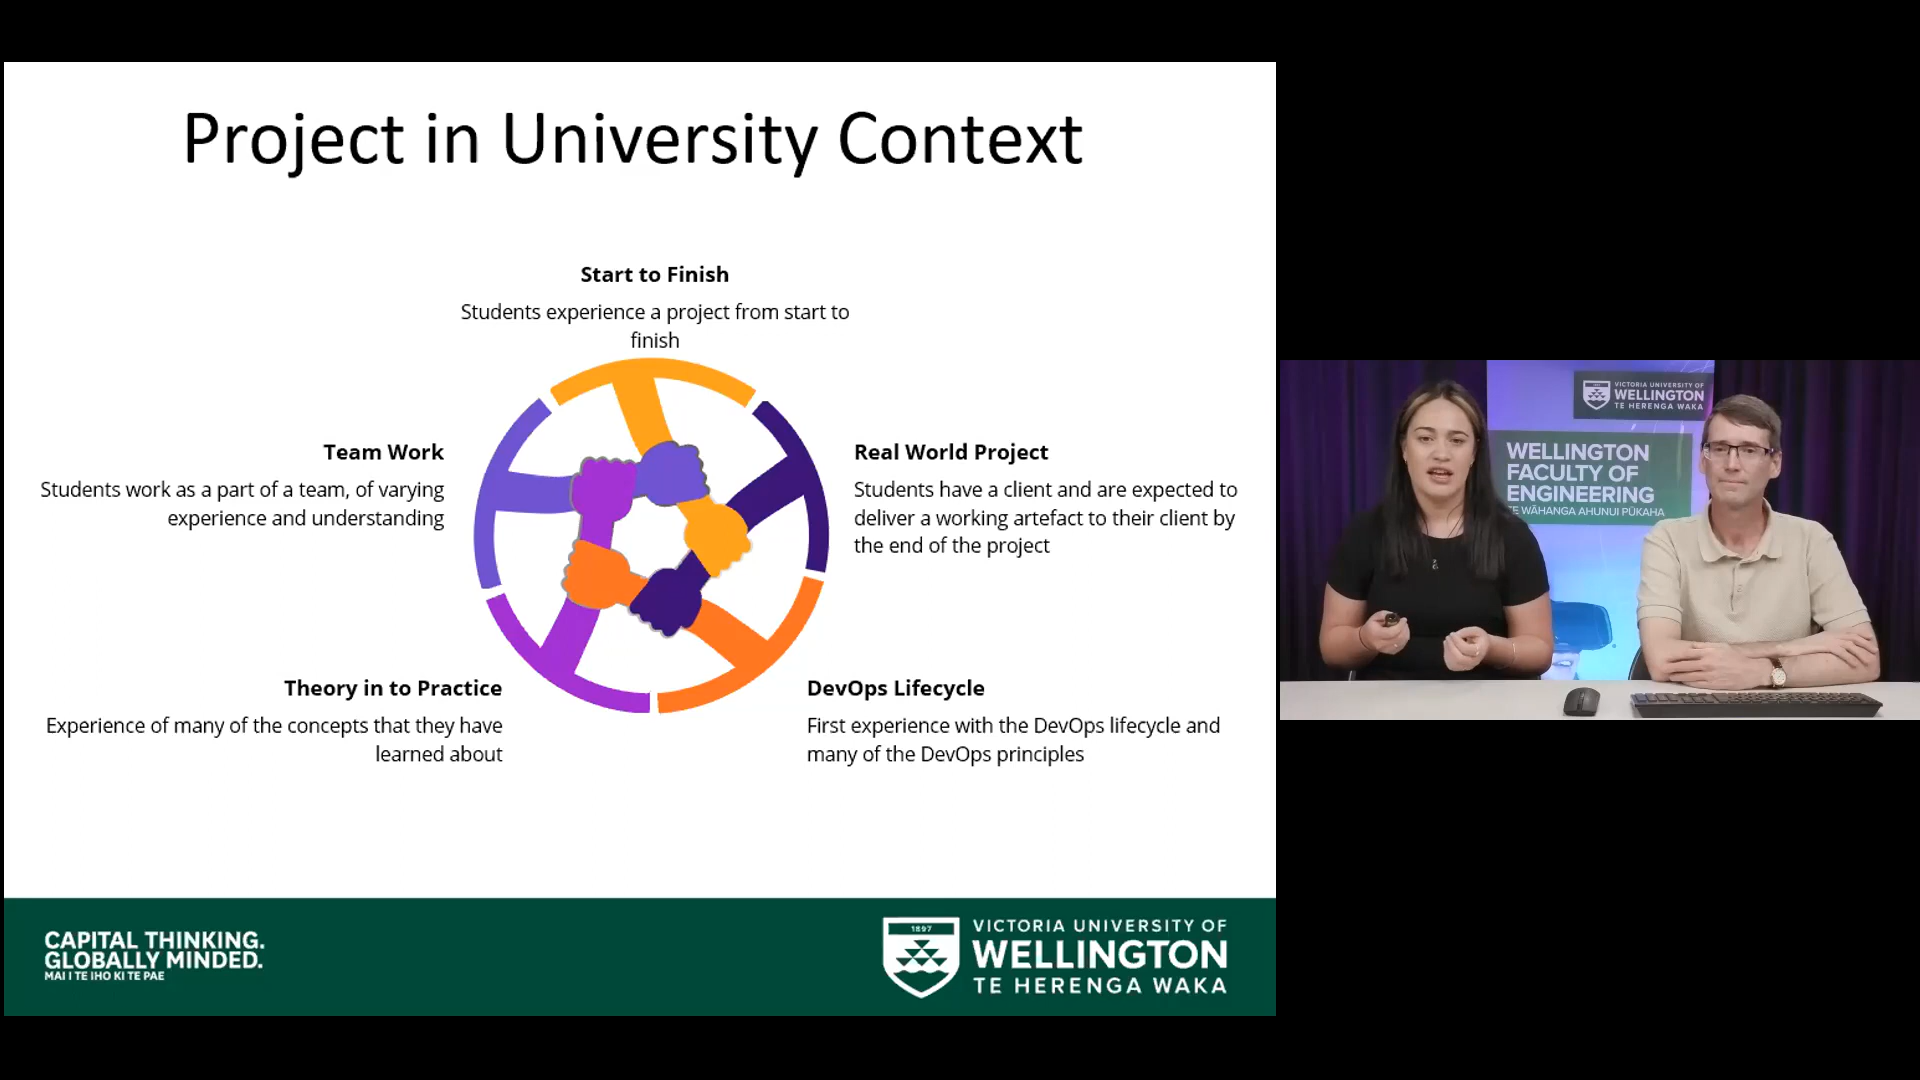 Project in University Context
Start to Finish
Students experience a project from start to
finish
Team Work
Students work as a part of a team, of varying
experience and understanding
Real World Project
Students have a client and are expected to
deliver a working artefact to their client by
the end of the project
Theory in to Practice
Experience of many of the concepts that they have
learned about
DevOps Lifecycle
First experience with the DevOps lifecycle and
many of the DevOps principles
CAPITAL THINKING.
GLOBALLY MINDED.
MAI I TE IHO KI TE PAE
1897
VICTORIA UNIVERSITY OF
WELLINGTON
TE HERENGA WAKA
VICTORIA UNIVERSITY OF
WELLINGTON
TE HERENGA WAKA
WELLINGTON
FACULTY OF
ENGINEERING
TE WĀHANGA AHUNUI PŪKAHA